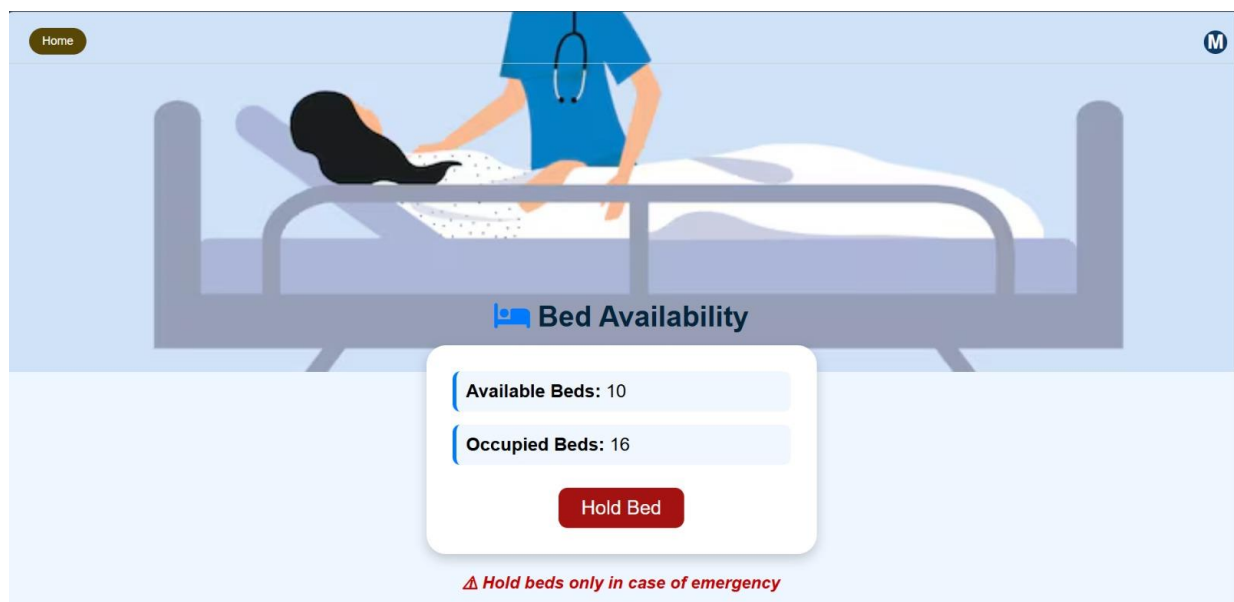 Home
M
Bed Availability
Available Beds: 10
Occupied Beds: 16
Hold Bed
⚠ Hold beds only in case of emergency